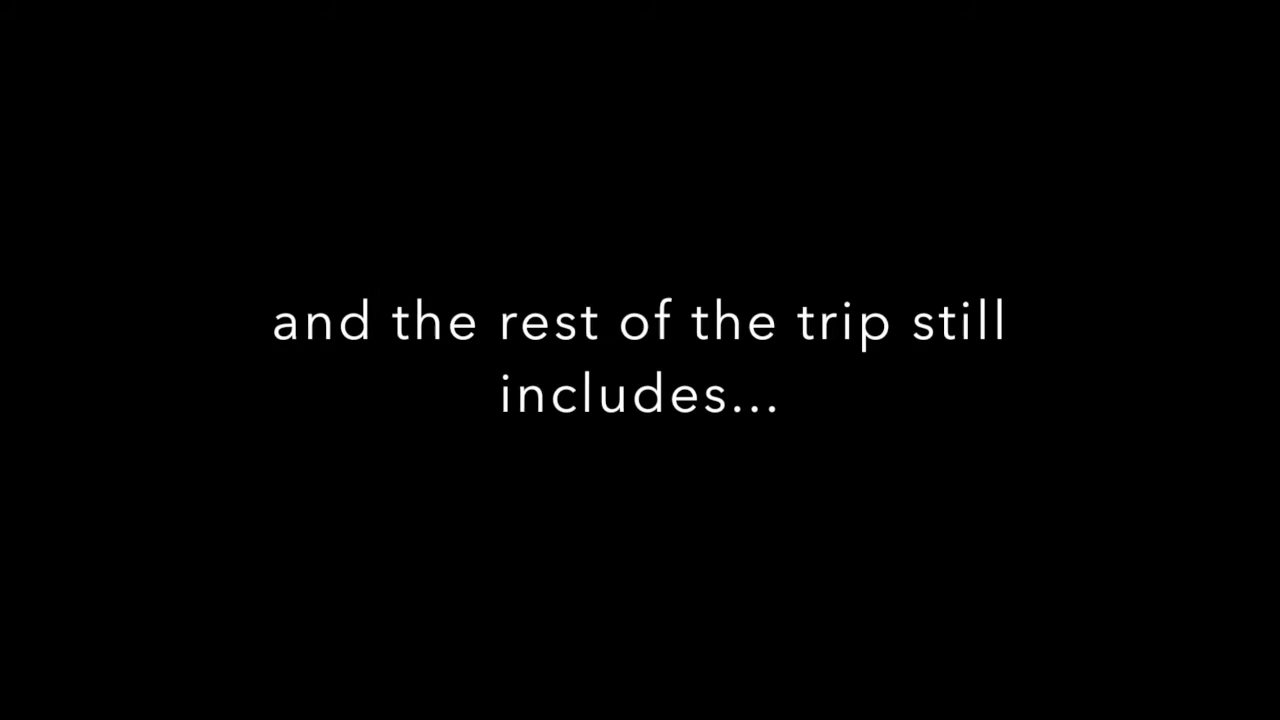 and the rest of the trip still
includes...